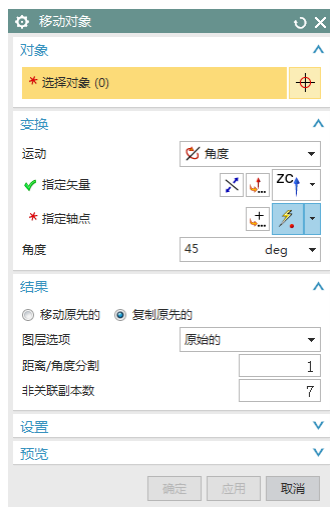 移动对象
对象
* 选择对象 (0)
变换
运动 角度
指定矢量 ZC
* 指定轴点
角度 45 deg
结果
移动原先的 复制原先的
图层选项 原始的
距离/角度分割 1
非关联副本数 7
设置
预览
确定 应用 取消